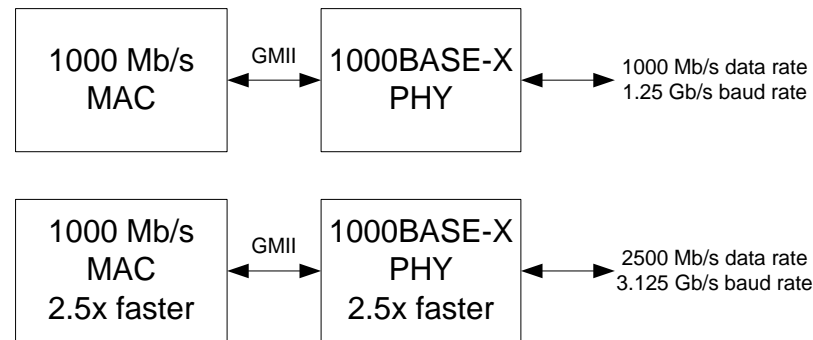 1000 Mb/s
MAC
GMII
1000BASE-X
PHY
1000 Mb/s data rate
1.25 Gb/s baud rate
1000 Mb/s
MAC
2.5x faster
GMII
1000BASE-X
PHY
2.5x faster
2500 Mb/s data rate
3.125 Gb/s baud rate